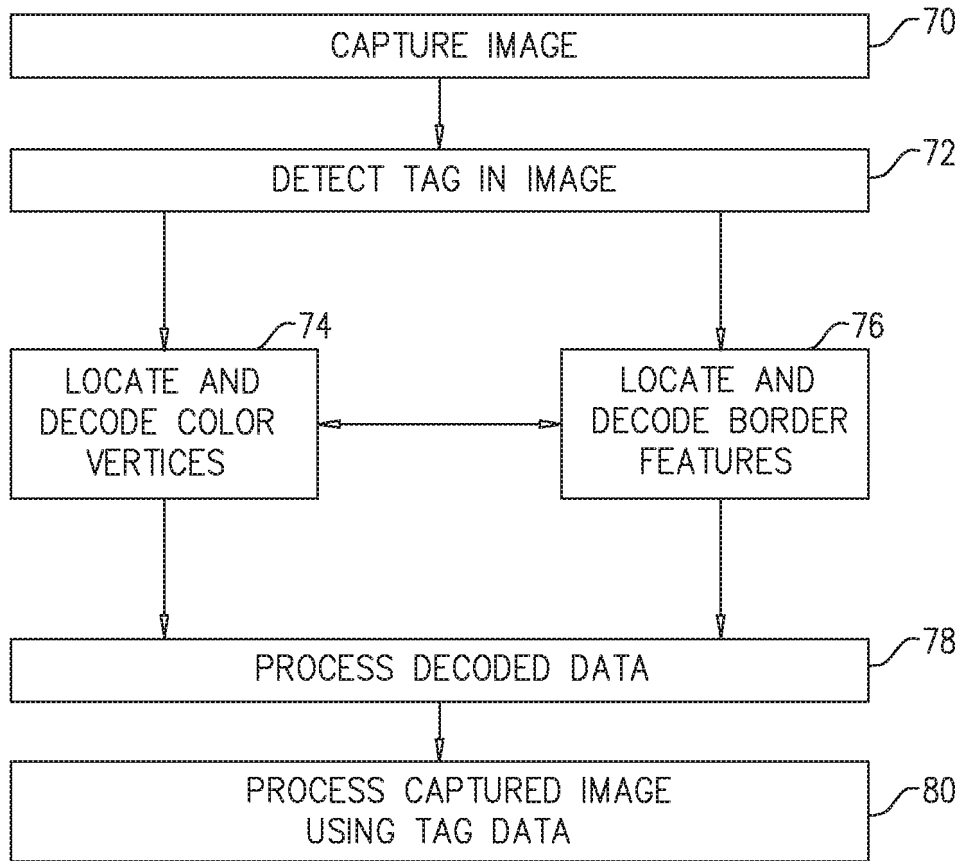 70
CAPTURE IMAGE
72
DETECT TAG IN IMAGE
74
LOCATE AND
DECODE COLOR
VERTICES
76
LOCATE AND
DECODE BORDER
FEATURES
78
PROCESS DECODED DATA
80
PROCESS CAPTURED IMAGE
USING TAG DATA